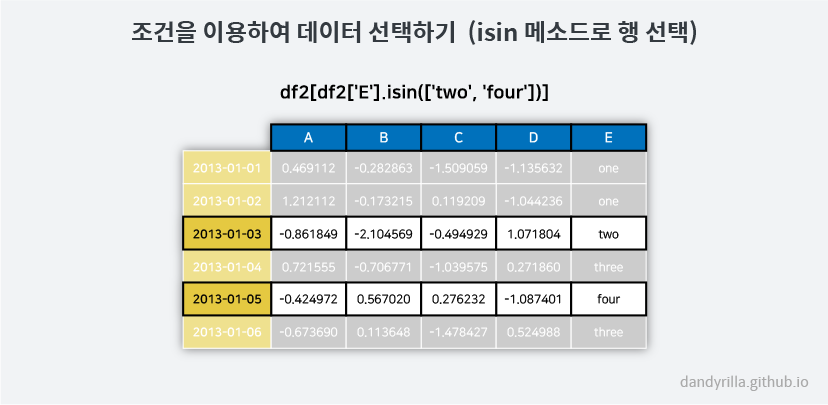 조건을 이용하여 데이터 선택하기 (isin 메소드로 행 선택)
df2[df2['E'].isin(['two', 'four'])]
A B C D E
2013-01-01 0.469112 -0.282863 -1.509059 -1.135632 one
2013-01-02 1.212112 -0.173215 0.119209 -1.044236 one
2013-01-03 -0.861849 -2.104569 -0.494929 1.071804 two
2013-01-04 0.721555 -0.706771 -1.039575 0.271860 three
2013-01-05 -0.424972 0.567020 0.276232 -1.087401 four
2013-01-06 -0.673690 0.113648 -1.478427 0.524988 three
dandyrilla.github.io